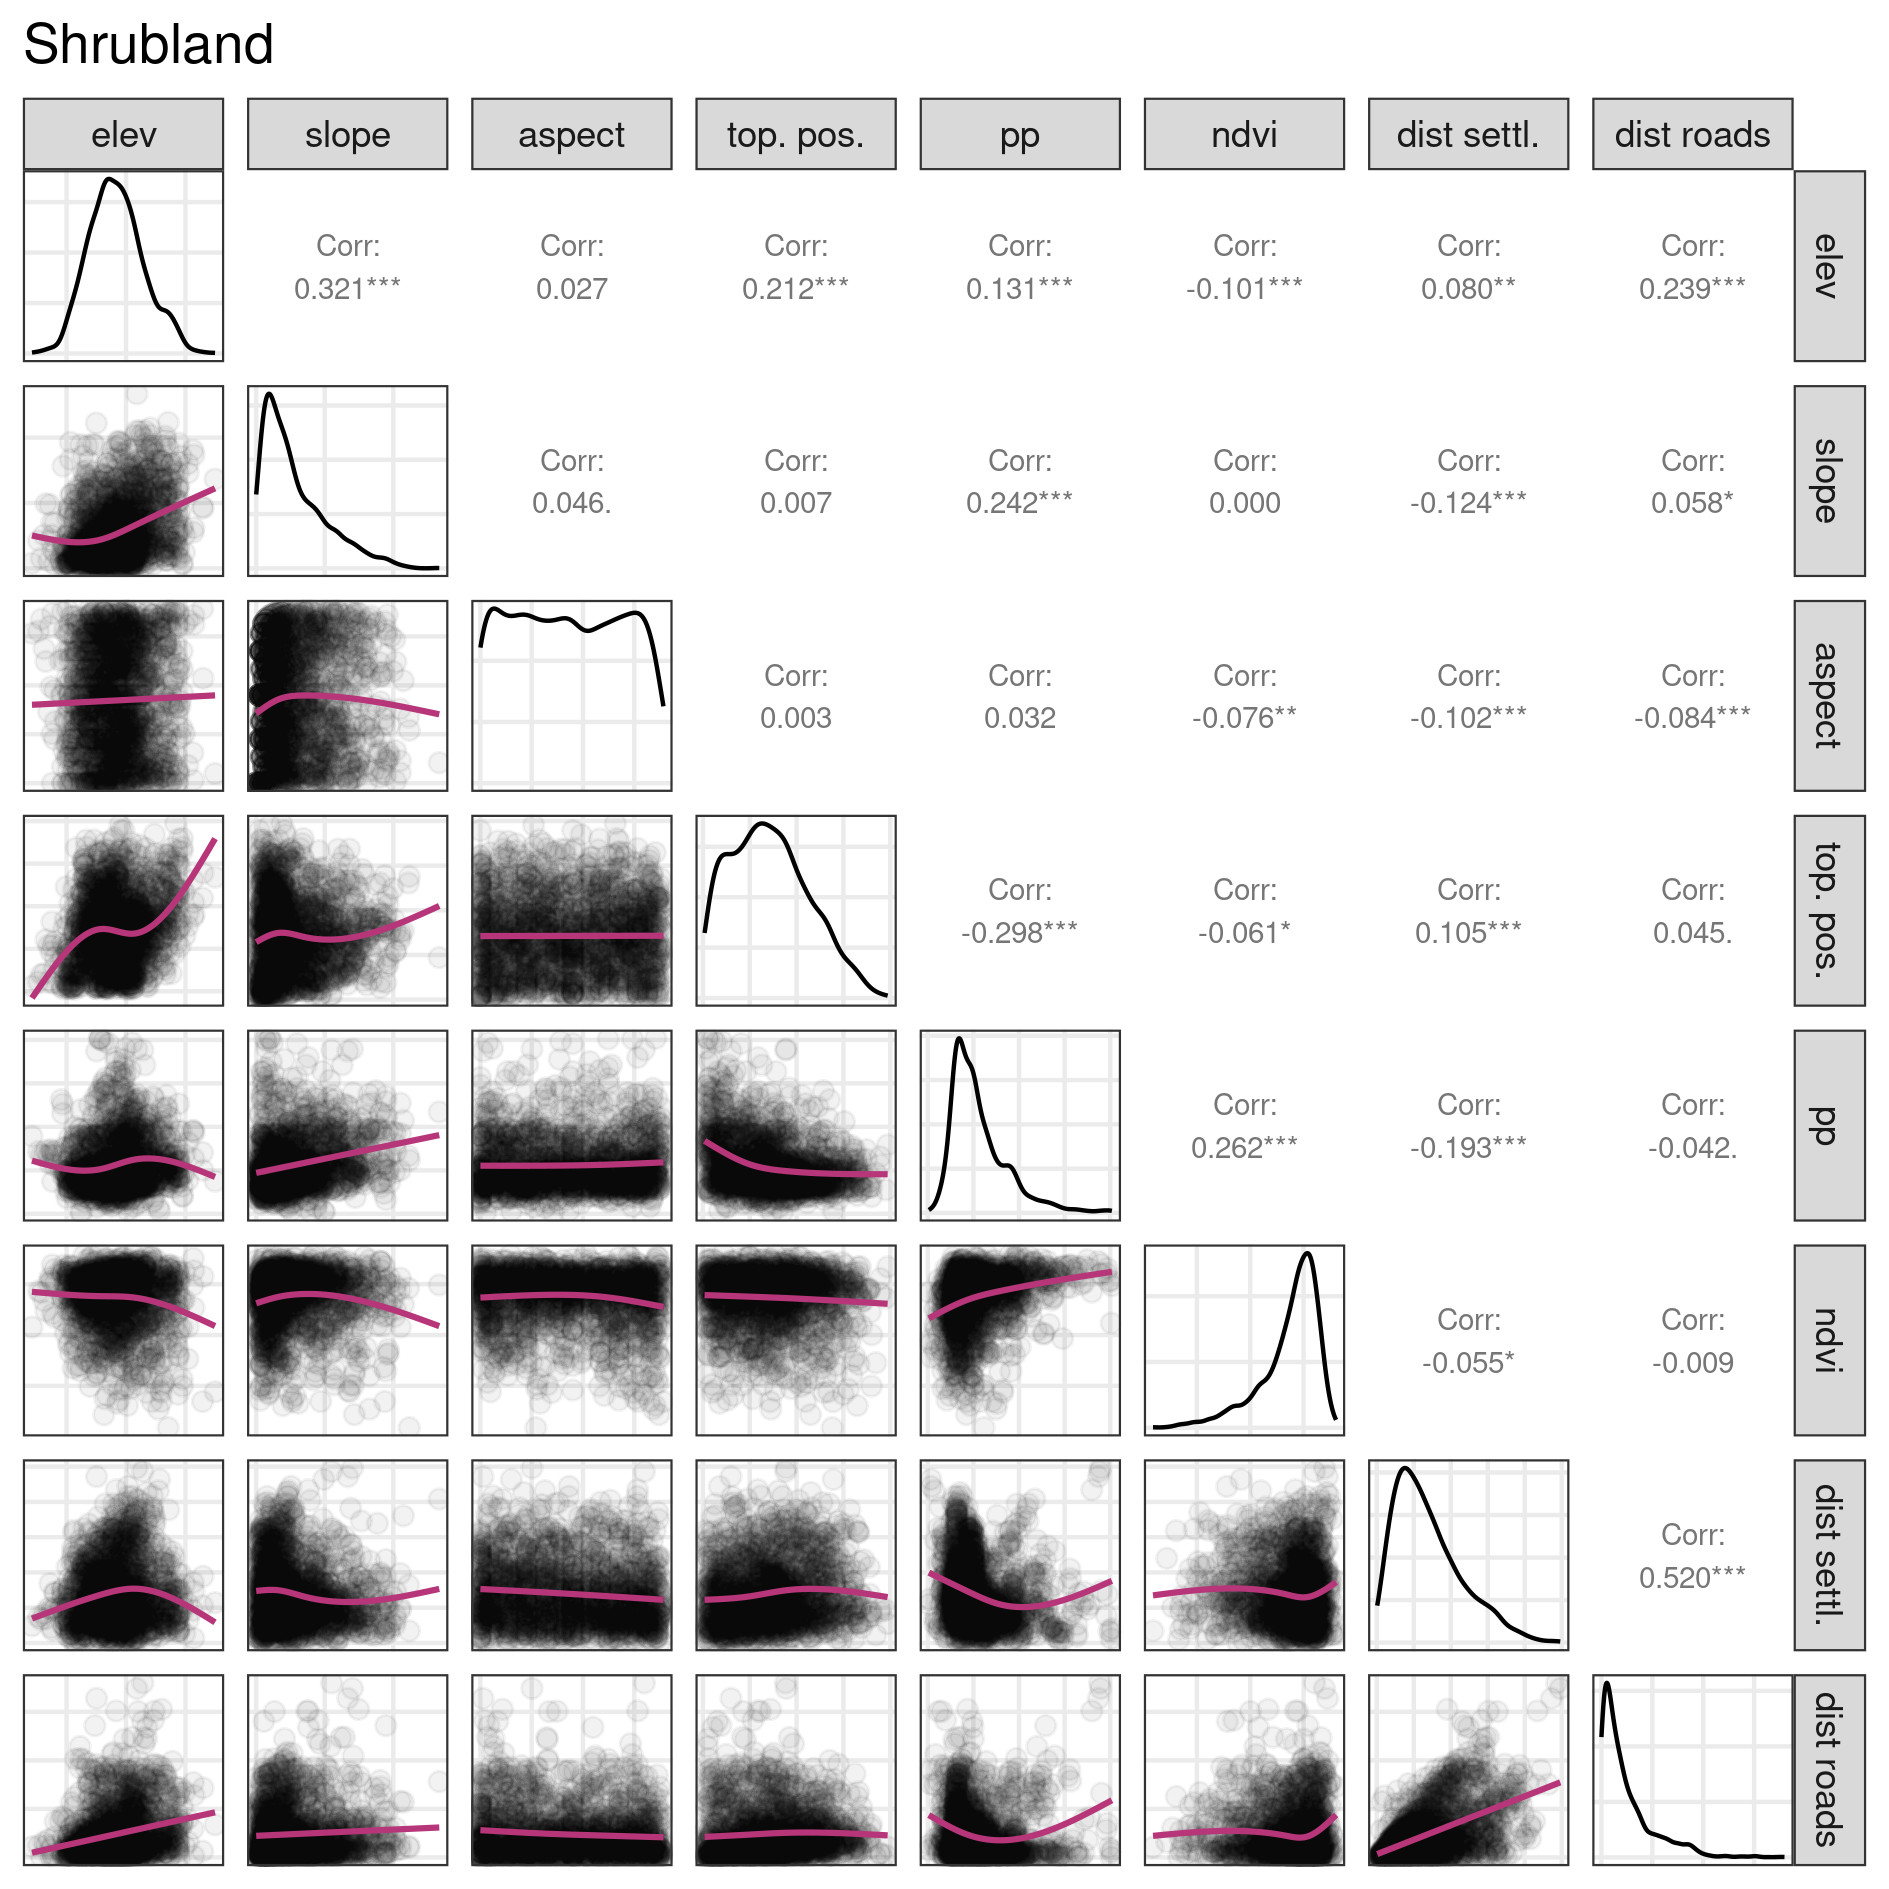 Shrubland
elev slope aspect top. pos. pp ndvi dist settl. dist roads
Corr: Corr: Corr: Corr: Corr: Corr: Corr:
0.321*** 0.027 0.212*** 0.131*** -0.101*** 0.080** 0.239***
elev
Corr: Corr: Corr: Corr: Corr: Corr:
0.046. 0.007 0.242*** 0.000 -0.124*** 0.058*
slope
Corr: Corr: Corr: Corr: Corr:
0.003 0.032 -0.076** -0.102*** -0.084***
aspect
Corr: Corr: Corr: Corr:
-0.298*** -0.061* 0.105*** 0.045.
top. pos.
Corr: Corr: Corr:
0.262*** -0.193*** -0.042.
pp
Corr: Corr:
-0.055* -0.009
ndvi
Corr:
0.520***
dist settl.
dist roads